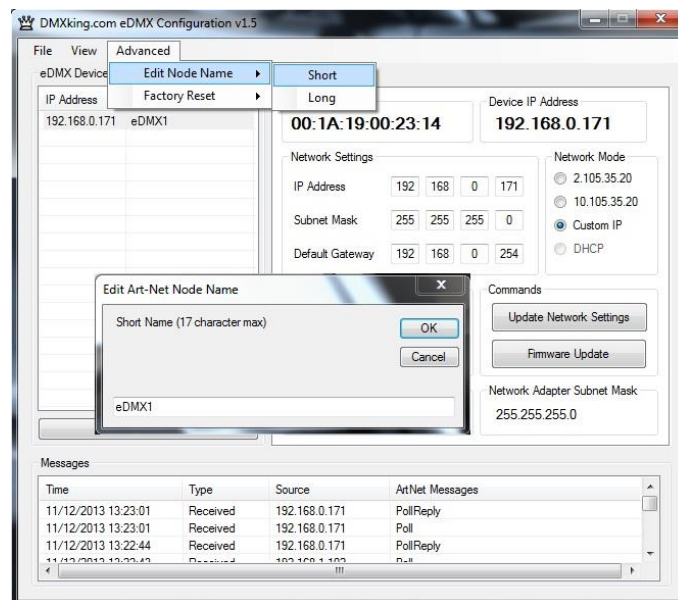 DMXking.com eDMX Configuration v1.5
File View Advanced
Edit Node Name Short
Factory Reset Long
eDMX Device
IP Address
192.168.0.171 eDMX1
00:1A:19:00:23:14
Device IP Address
192.168.0.171
Network Settings
IP Address 192 168 0 171
Subnet Mask 255 255 255 0
Default Gateway 192 168 0 254
Network Mode
2.105.35.20
10.105.35.20
Custom IP
DHCP
Edit Art-Net Node Name
Short Name (17 character max)
OK
Cancel
eDMX1
Commands
Update Network Settings
Firmware Update
Network Adapter Subnet Mask
255.255.255.0
Messages
Time Type Source ArtNet Messages
11/12/2013 13:23:01 Received 192.168.0.171 PollReply
11/12/2013 13:23:01 Received 192.168.0.171 Poll
11/12/2013 13:22:44 Received 192.168.0.171 PollReply